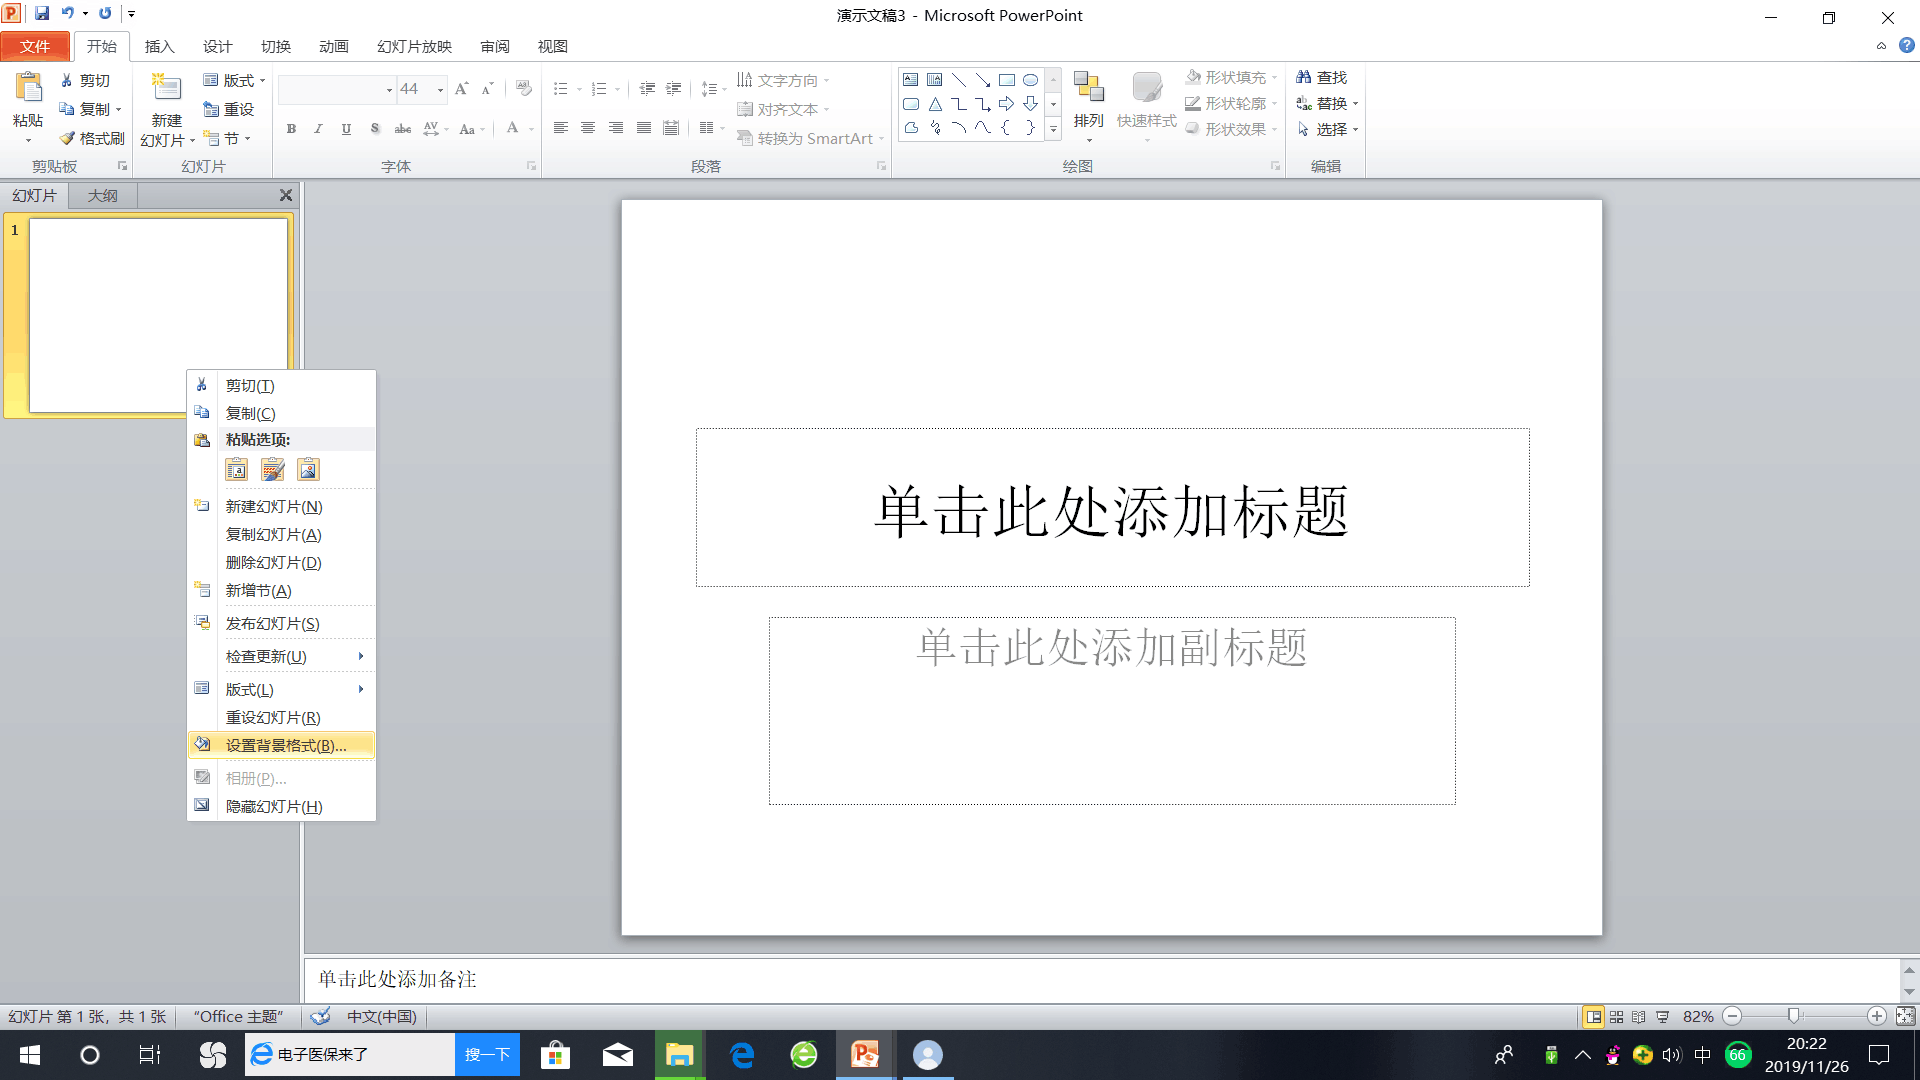 演示文稿3 - Microsoft PowerPoint
文件 开始 插入 设计 切换 动画 幻灯片放映 审阅 视图
粘贴 剪切 复制 格式刷 剪贴板
新建 幻灯片 版式 重设 节 幻灯片
44
B I U S abc AV Aa A 字体
文字方向 对齐文本 转换为 SmartArt 段落
排列 快速样式 形状填充 形状轮廓 形状效果 绘图
查找 替换 选择 编辑
幻灯片 大纲
1
剪切(T)
复制(C)
粘贴选项:
新建幻灯片(N)
复制幻灯片(A)
删除幻灯片(D)
新增节(A)
发布幻灯片(S)
检查更新(U)
版式(L)
重设幻灯片(R)
设置背景格式(B)...
相册(P)...
隐藏幻灯片(H)
单击此处添加标题
单击此处添加副标题
单击此处添加备注
幻灯片 第 1 张，共 1 张 “Office 主题” 中文(中国) 82%
电子医保来了 搜一下 中 66 20:22
2019/11/26